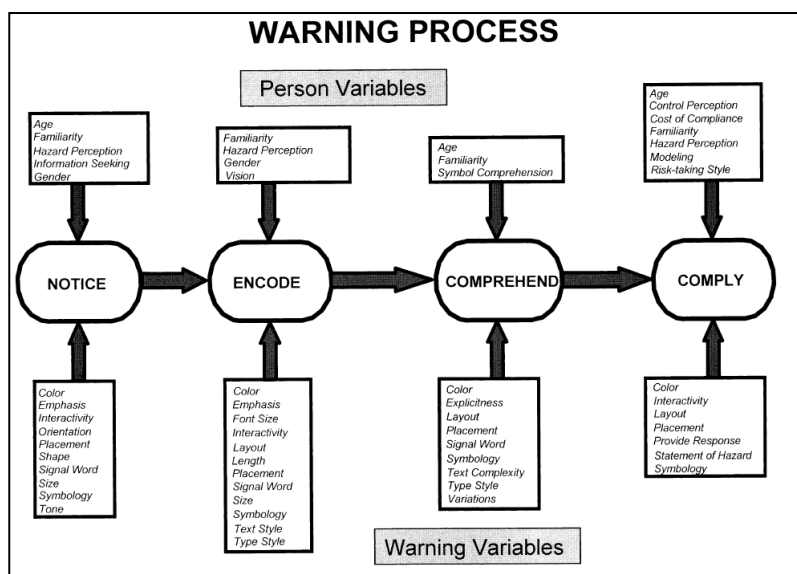 WARNING PROCESS
Person Variables
Age
Familiarity
Hazard Perception
Information Seeking
Gender
Familiarity
Hazard Perception
Gender
Vision
Age
Familiarity
Symbol Comprehension
Age
Control Perception
Cost of Compliance
Familiarity
Hazard Perception
Modeling
Risk-taking Style
NOTICE
ENCODE
COMPREHEND
COMPLY
Color
Emphasis
Interactivity
Orientation
Placement
Shape
Signal Word
Size
Symbology
Tone
Color
Emphasis
Font Size
Interactivity
Layout
Length
Placement
Signal Word
Size
Symbology
Text Style
Type Style
Color
Explicitness
Layout
Placement
Signal Word
Symbology
Text Complexity
Type Style
Variations
Color
Interactivity
Layout
Placement
Provide Response
Statement of Hazard
Symbology
Warning Variables